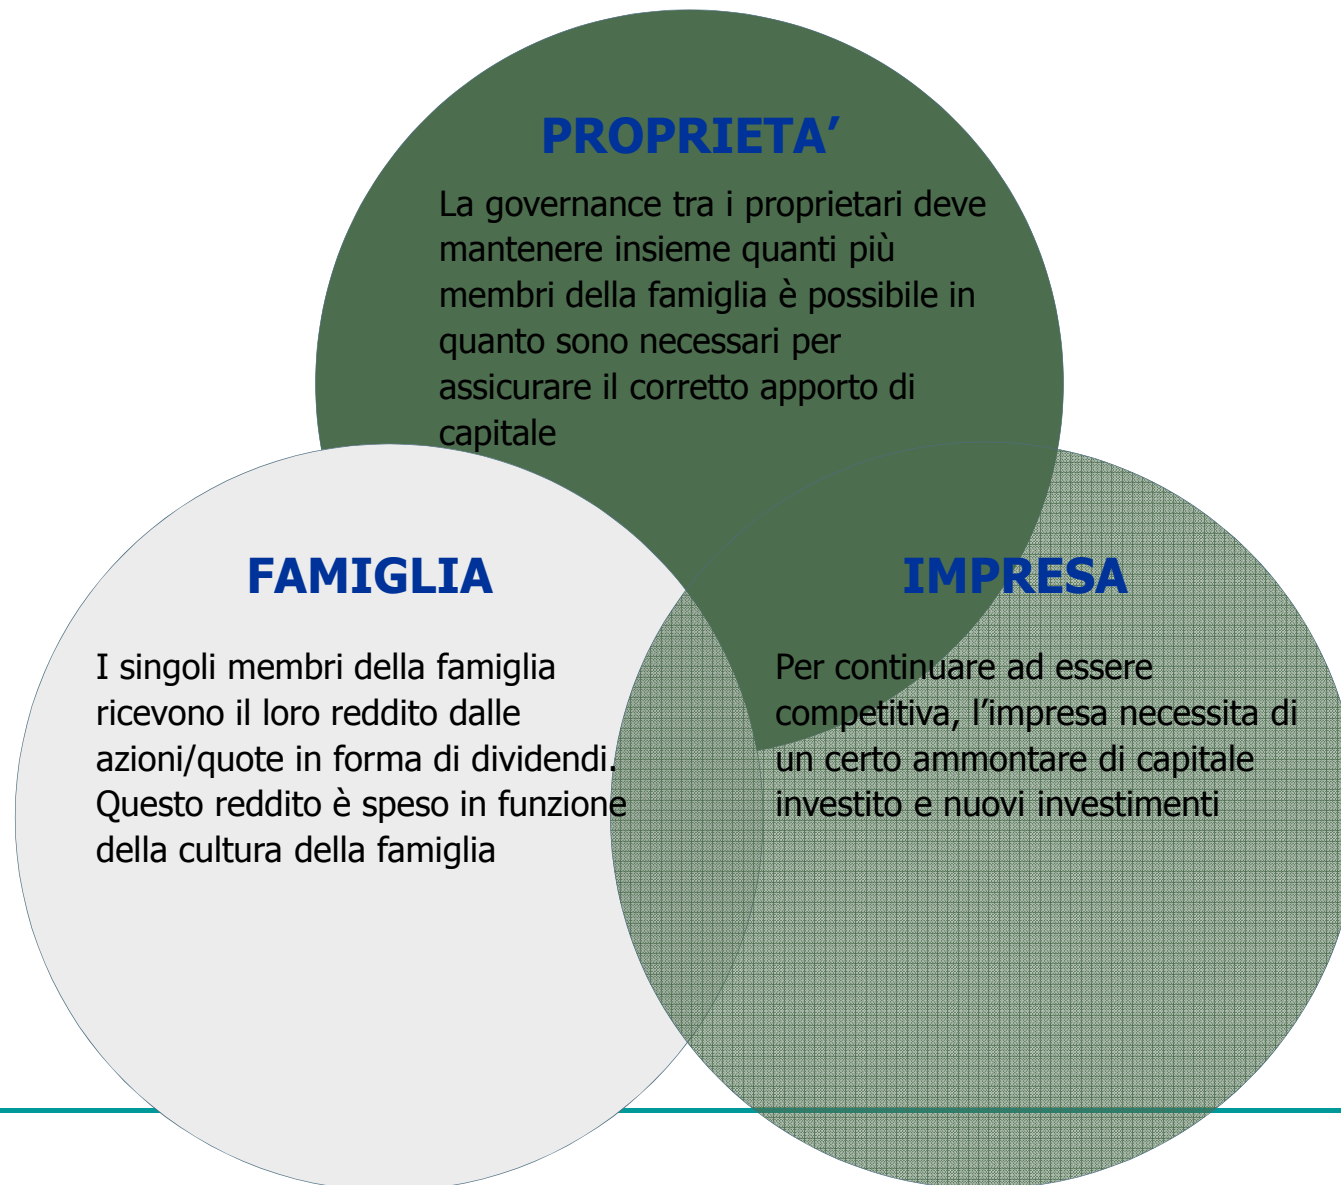 PROPRIETA’
La governance tra i proprietari deve
mantenere insieme quanti più
membri della famiglia è possibile in
quanto sono necessari per
assicurare il corretto apporto di
capitale
FAMIGLIA
I singoli membri della famiglia
ricevono il loro reddito dalle
azioni/quote in forma di dividendi.
Questo reddito è speso in funzione
della cultura della famiglia
IMPRESA
Per continuare ad essere
competitiva, l’impresa necessita di
un certo ammontare di capitale
investito e nuovi investimenti